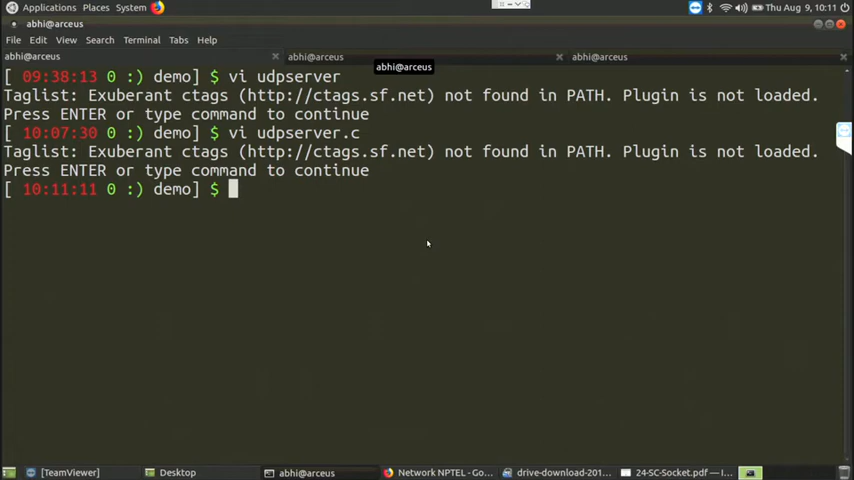 Applications Places System Thu Aug 9, 10:11
abhi@arceus
File Edit View Search Terminal Tabs Help
abhi@arceus abhi@arceus abhi@arceus
abhi@arceus
[ 09:38:13 0 :) demo] $ vi udpserver
Taglist: Exuberant ctags (http://ctags.sf.net) not found in PATH. Plugin is not loaded.
Press ENTER or type command to continue
[ 10:07:30 0 :) demo] $ vi udpserver.c
Taglist: Exuberant ctags (http://ctags.sf.net) not found in PATH. Plugin is not loaded.
Press ENTER or type command to continue
[ 10:11:11 0 :) demo] $
[TeamViewer] Desktop abhi@arceus Network NPTEL - Go... drive-download-201... 24-SC-Socket.pdf — I...